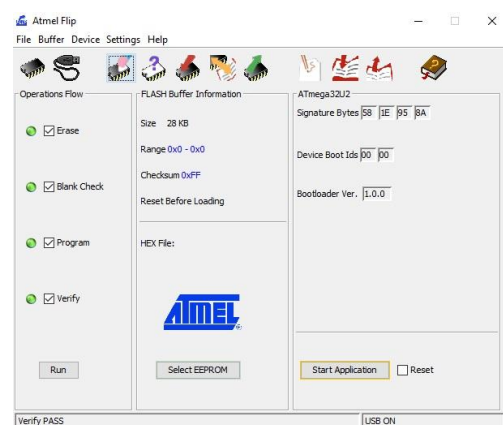 Atmel Flip
File Buffer Device Settings Help
Operations Flow
Erase
Blank Check
Program
Verify
Run
FLASH Buffer Information
Size 28 KB
Range 0x0 - 0x0
Checksum 0xFF
Reset Before Loading
HEX File:
ATMEL
Select EEPROM
ATmega32U2
Signature Bytes 58 1E 95 8A
Device Boot Ids 00 00
Bootloader Ver. 1.0.0
Start Application Reset
Verify PASS
USB ON